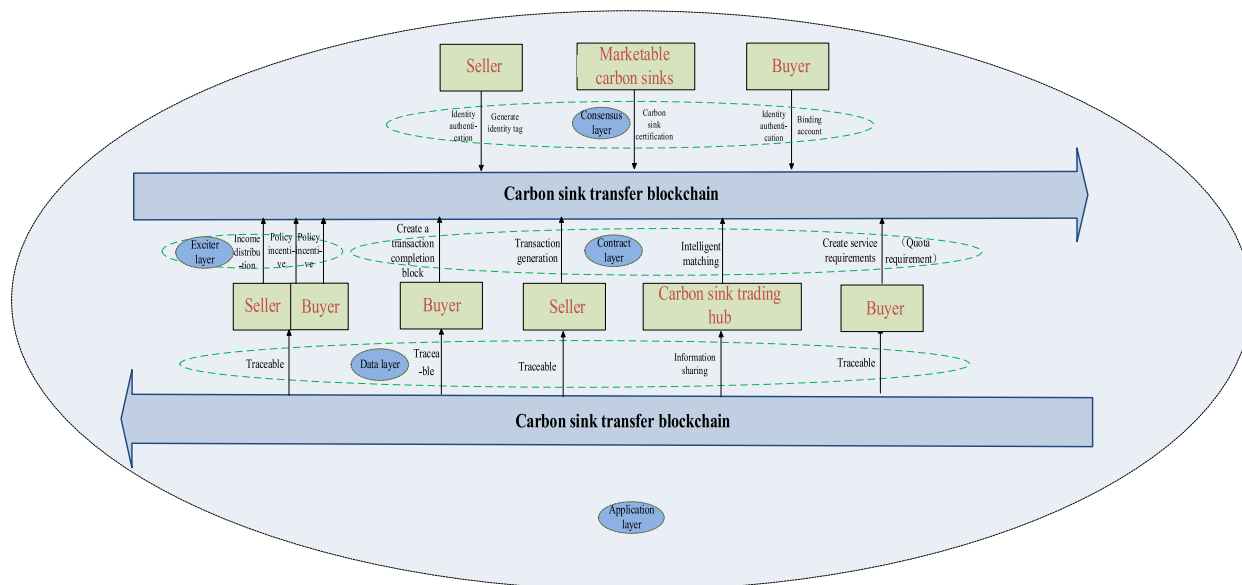 Seller
Marketable
carbon sinks
Buyer
Identity
authenti-
cation
Generate
identity tag
Consensus
layer
Carbon
sink
certification
Identity
authenti-
cation
Binding
account
Carbon sink transfer blockchain
Exciter
layer
Income
distribu
-tion
Policy
incenti-
ve
Policy
incenti-
ve
Create a
transaction
completion
block
Transaction
generation
Contract
layer
Intelligent
matching
Create service
requirements
（Quota
requirement）
Seller
Buyer
Buyer
Seller
Carbon sink trading
hub
Buyer
Traceable
Data layer
Tracea
-ble
Traceable
Information
sharing
Traceable
Carbon sink transfer blockchain
Application
layer